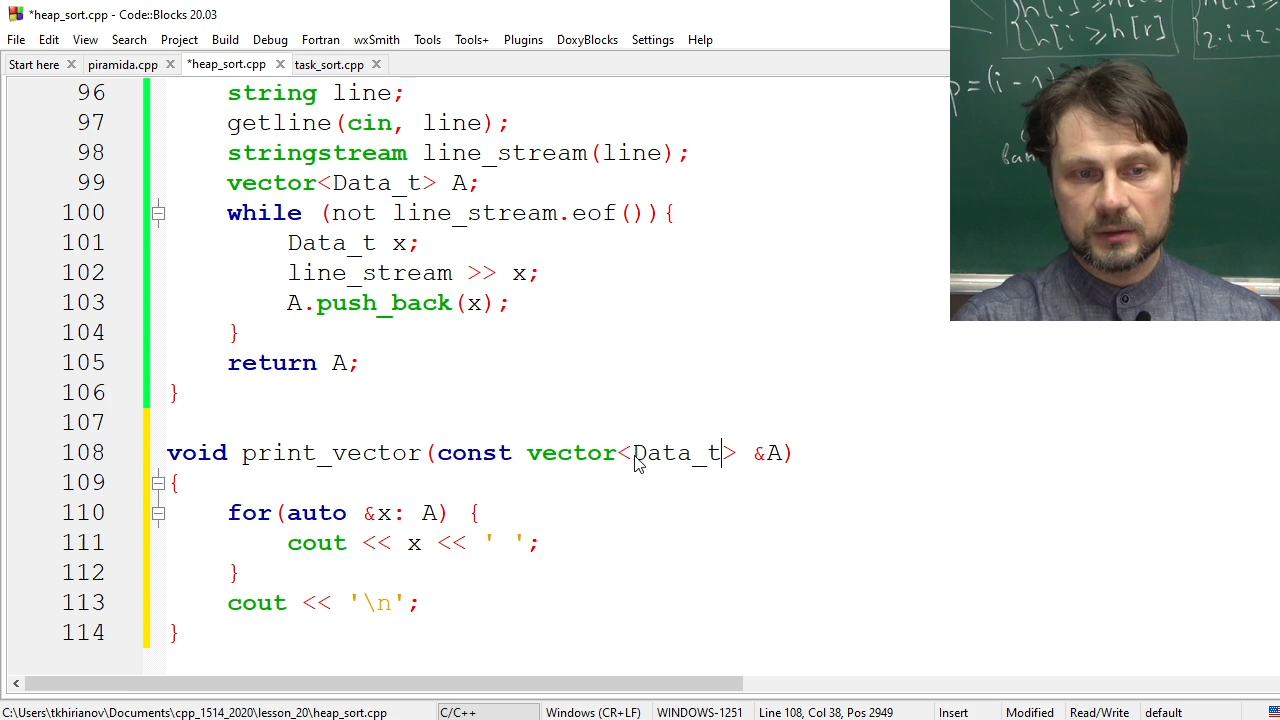 *heap_sort.cpp - Code::Blocks 20.03
File Edit View Search Project Build Debug Fortran wxSmith Tools Tools+ Plugins DoxyBlocks Settings Help
Start here piramida.cpp *heap_sort.cpp task_sort.cpp
96 string line;
97 getline(cin, line);
98 stringstream line_stream(line);
99 vector<Data_t> A;
100 while (not line_stream.eof()){
101 Data_t x;
102 line_stream >> x;
103 A.push_back(x);
104 }
105 return A;
106 }
107
108 void print_vector(const vector<Data_t> &A)
109 {
110 for(auto &x: A) {
111 cout << x << ' ';
112 }
113 cout << '\n';
114 }
{h[i] ≥ h[r]
2·i+2
p=(i-1)
C:\Users\tkhirianov\Documents\cpp_1514_2020\lesson_20\heap_sort.cpp C/C++ Windows (CR+LF) WINDOWS-1251 Line 108, Col 38, Pos 2949 Insert Modified Read/Write default